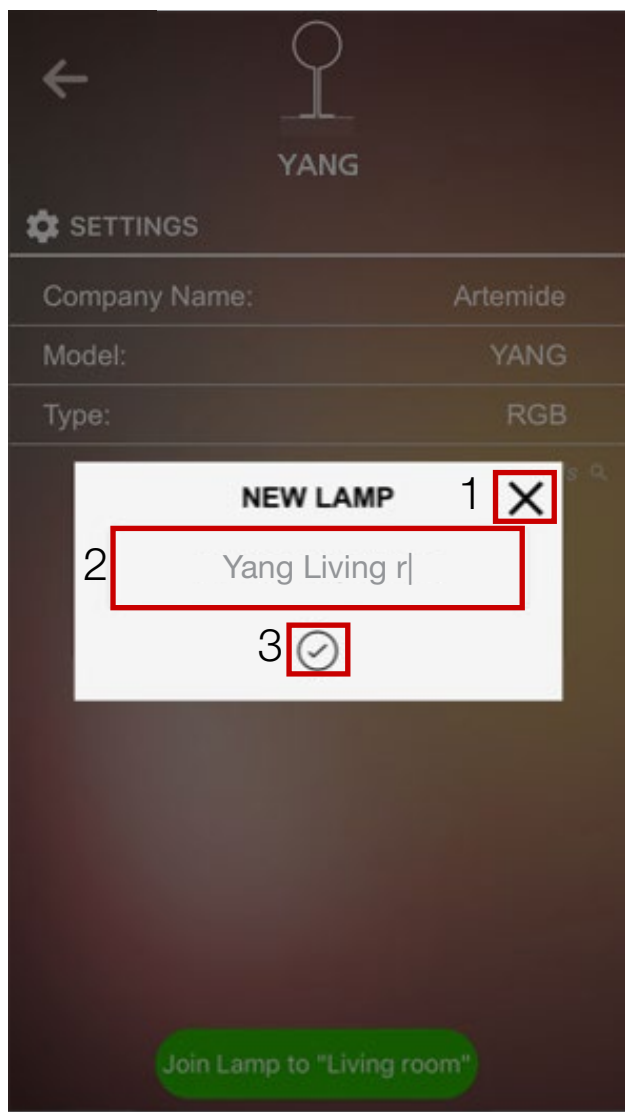 YANG
SETTINGS
Company Name: Artemide
Model: YANG
Type: RGB
s
NEW LAMP 1
2 Yang Living r
3
Join Lamp to "Living room"